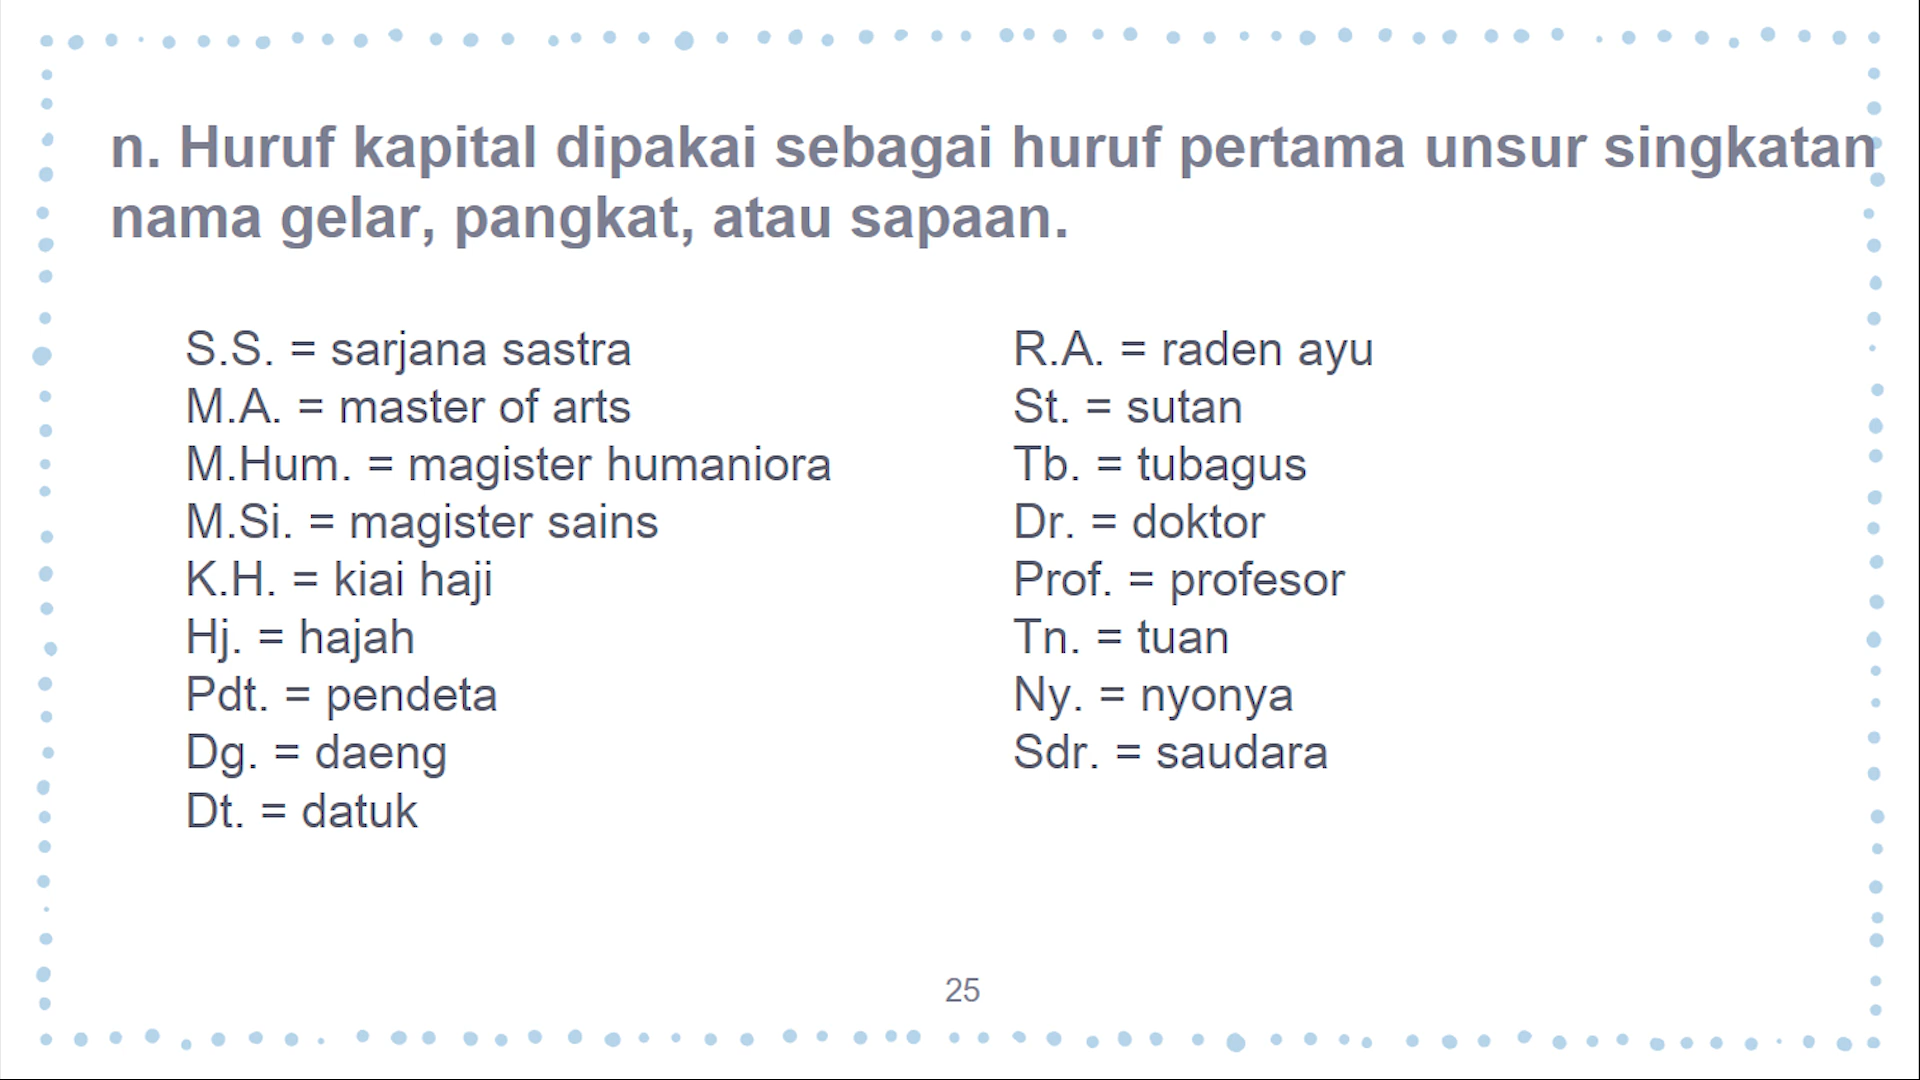 n. Huruf kapital dipakai sebagai huruf pertama unsur singkatan
nama gelar, pangkat, atau sapaan.
S.S. = sarjana sastra
M.A. = master of arts
M.Hum. = magister humaniora
M.Si. = magister sains
K.H. = kiai haji
Hj. = hajah
Pdt. = pendeta
Dg. = daeng
Dt. = datuk
R.A. = raden ayu
St. = sutan
Tb. = tubagus
Dr. = doktor
Prof. = profesor
Tn. = tuan
Ny. = nyonya
Sdr. = saudara
25